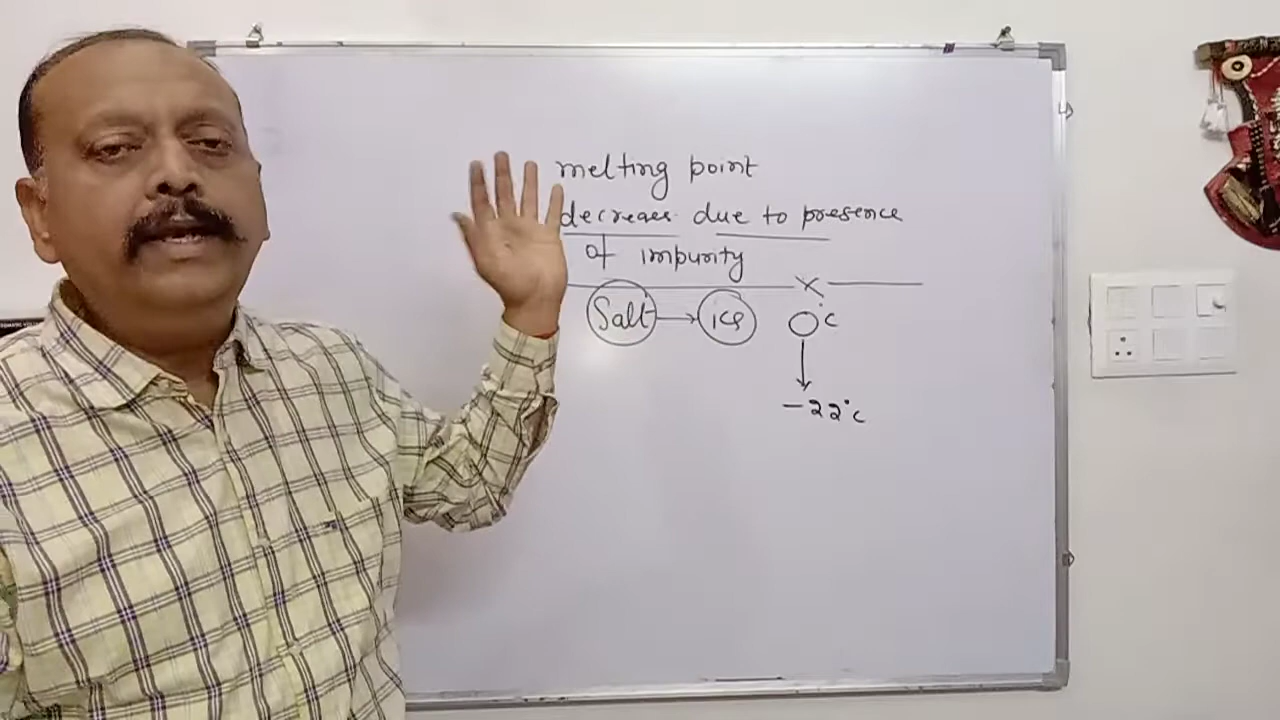 melting point
decreases due to presence
of impurity
Salt → ice 0°C
-22°C